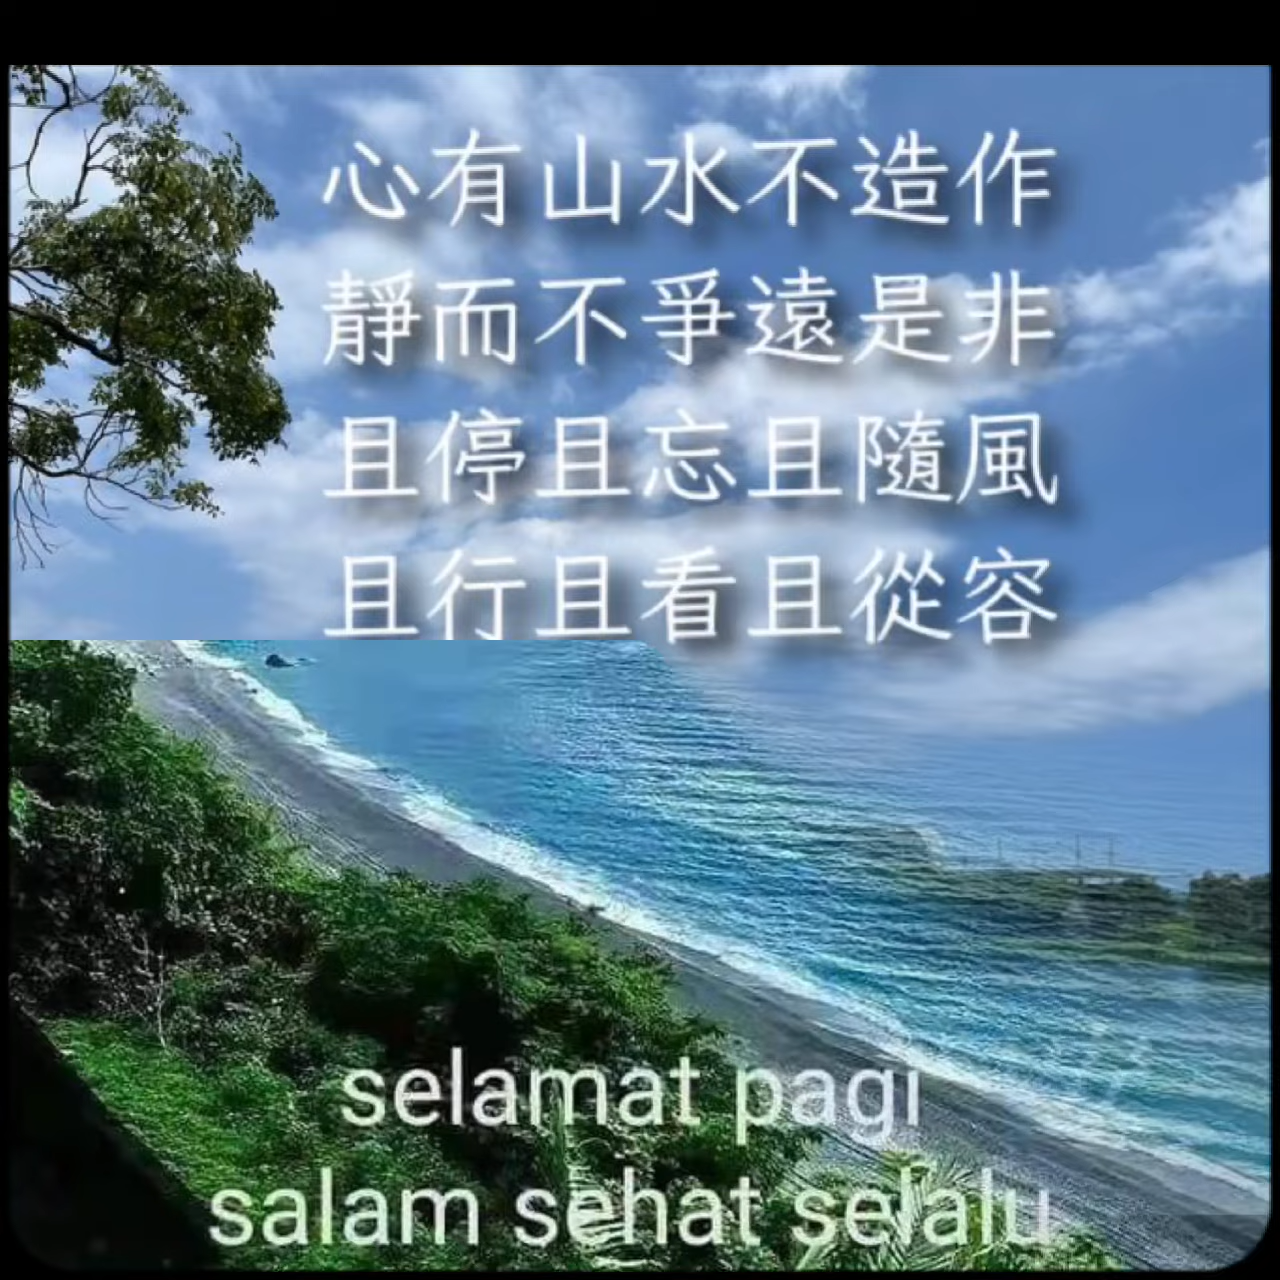 心有山水不造作
靜而不爭遠是非
且停且忘且隨風
且行且看且從容
selamat pagi
salam sehat selalu